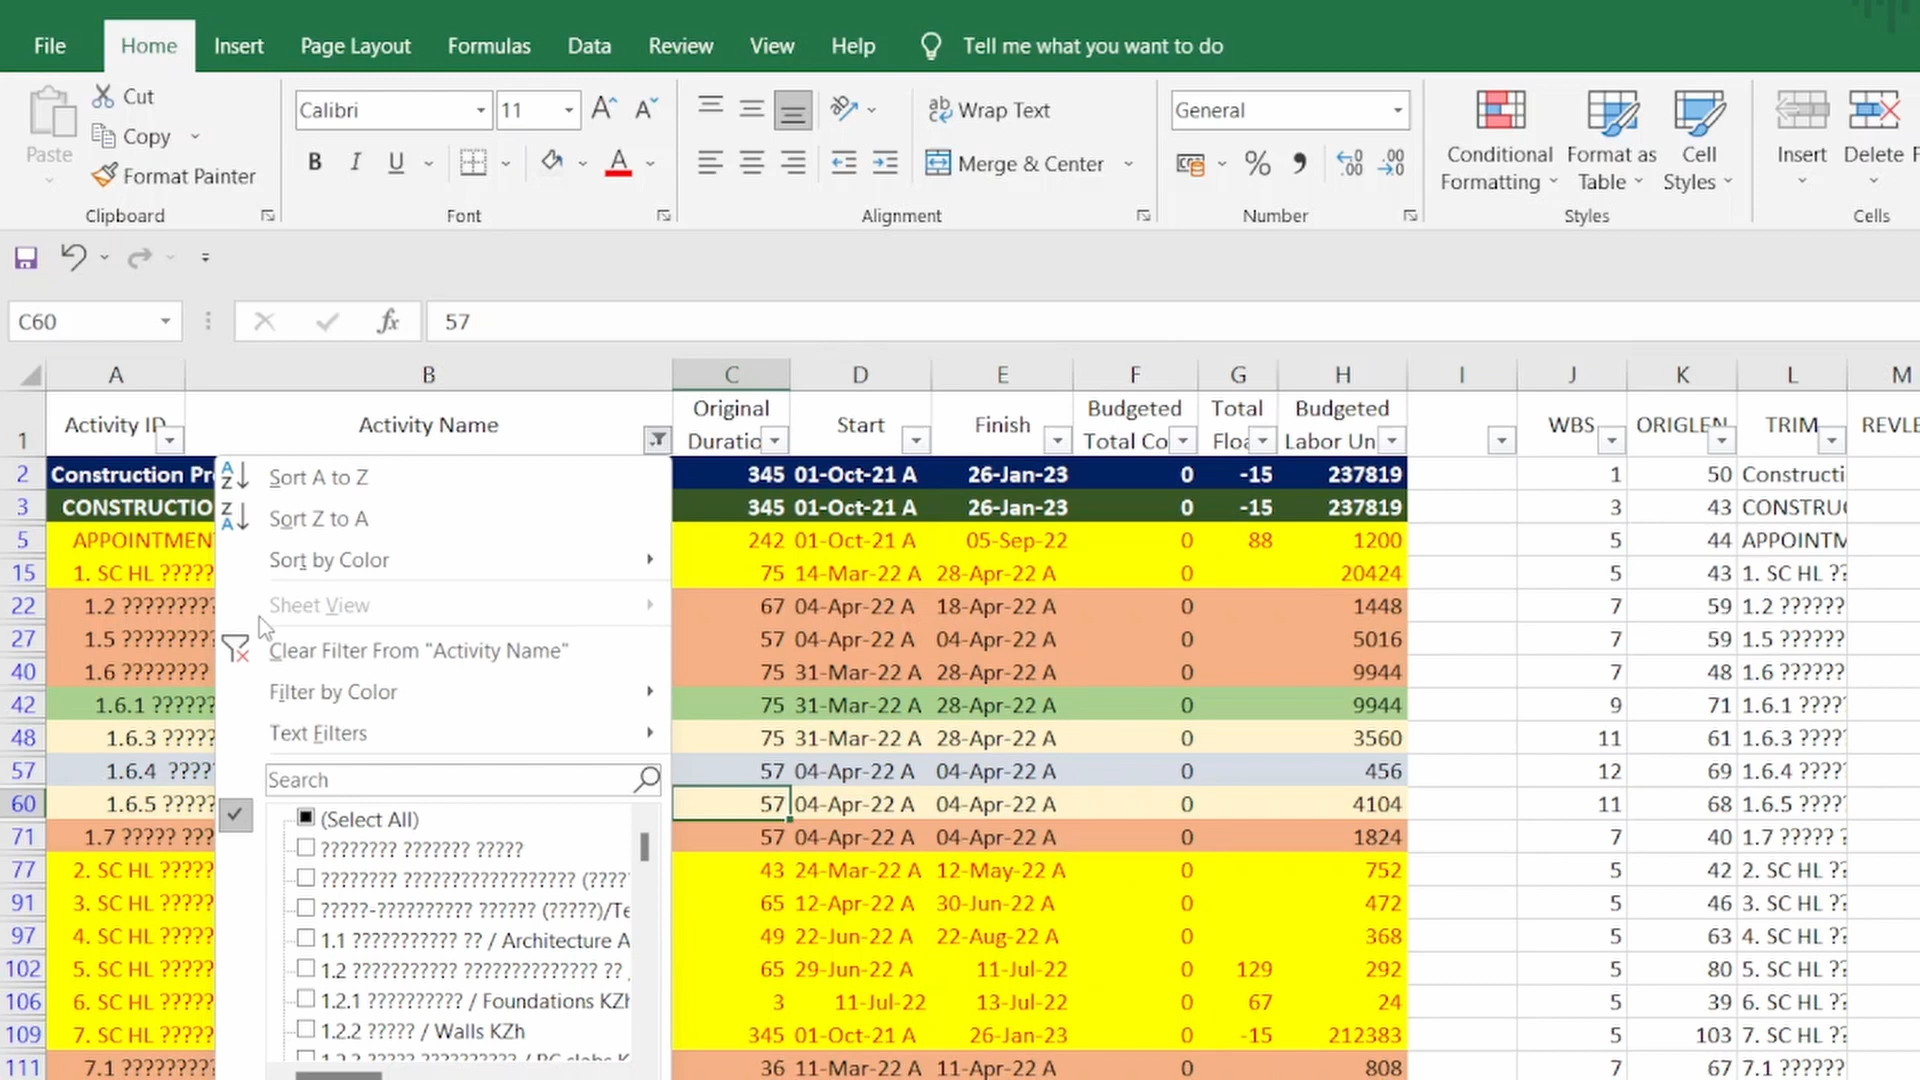 File Home Insert Page Layout Formulas Data Review View Help Tell me what you want to do
Paste
Cut
Copy
Format Painter
Clipboard
Calibri 11
B I U
Font
Wrap Text
Merge & Center
Alignment
General
Number
Conditional Formatting
Format as Table
Cell Styles
Styles
Insert Delete
Cells
C60 fx 57
A B C D E F G H I J K L M
1 Activity ID Activity Name Original Duratio Start Finish Budgeted Total Co Total Floa Budgeted Labor Un WBS ORIGLEN TRIM REVLE
2 Construction Pr 345 01-Oct-21 A 26-Jan-23 0 -15 237819 1 50 Constructi
3 CONSTRUCTIO 345 01-Oct-21 A 26-Jan-23 0 -15 237819 3 43 CONSTRU
5 APPOINTMEN 242 01-Oct-21 A 05-Sep-22 0 88 1200 5 44 APPOINTM
15 1. SC HL ????? 75 14-Mar-22 A 28-Apr-22 A 0 20424 5 43 1. SC HL ??
22 1.2 ????????? 67 04-Apr-22 A 18-Apr-22 A 0 1448 7 59 1.2 ??????
27 1.5 ????????? 57 04-Apr-22 A 04-Apr-22 A 0 5016 7 59 1.5 ??????
40 1.6 ???????? 75 31-Mar-22 A 28-Apr-22 A 0 9944 7 48 1.6 ??????
42 1.6.1 ?????? 75 31-Mar-22 A 28-Apr-22 A 0 9944 9 71 1.6.1 ????
48 1.6.3 ????? 75 31-Mar-22 A 28-Apr-22 A 0 3560 11 61 1.6.3 ????
57 1.6.4 ???? 57 04-Apr-22 A 04-Apr-22 A 0 456 12 69 1.6.4 ????
60 1.6.5 ????? 57 04-Apr-22 A 04-Apr-22 A 0 4104 11 68 1.6.5 ????
71 1.7 ????? ??? 57 04-Apr-22 A 04-Apr-22 A 0 1824 7 40 1.7 ????? ?
77 2. SC HL ????? 43 24-Mar-22 A 12-May-22 A 0 752 5 42 2. SC HL ??
91 3. SC HL ????? 65 12-Apr-22 A 30-Jun-22 A 0 472 5 46 3. SC HL ??
97 4. SC HL ????? 49 22-Jun-22 A 22-Aug-22 A 0 368 5 63 4. SC HL ??
102 5. SC HL ????? 65 29-Jun-22 A 11-Jul-22 0 129 292 5 80 5. SC HL ??
106 6. SC HL ????? 3 11-Jul-22 13-Jul-22 0 67 24 5 39 6. SC HL ??
109 7. SC HL ????? 345 01-Oct-21 A 26-Jan-23 0 -15 212383 5 103 7. SC HL ??
111 7.1 ????????? 36 11-Mar-22 A 11-Apr-22 A 0 808 7 67 7.1 ??????
Sort A to Z
Sort Z to A
Sort by Color
Sheet View
Clear Filter From "Activity Name"
Filter by Color
Text Filters
Search
(Select All)
???????? ??????? ?????
???????? ?????????????????? (????
?????-?????????? ?????? (?????)/Te
1.1 ??????????? ?? / Architecture A
1.2 ??????????? ?????????????? ??
1.2.1 ?????????? / Foundations KZh
1.2.2 ????? / Walls KZh